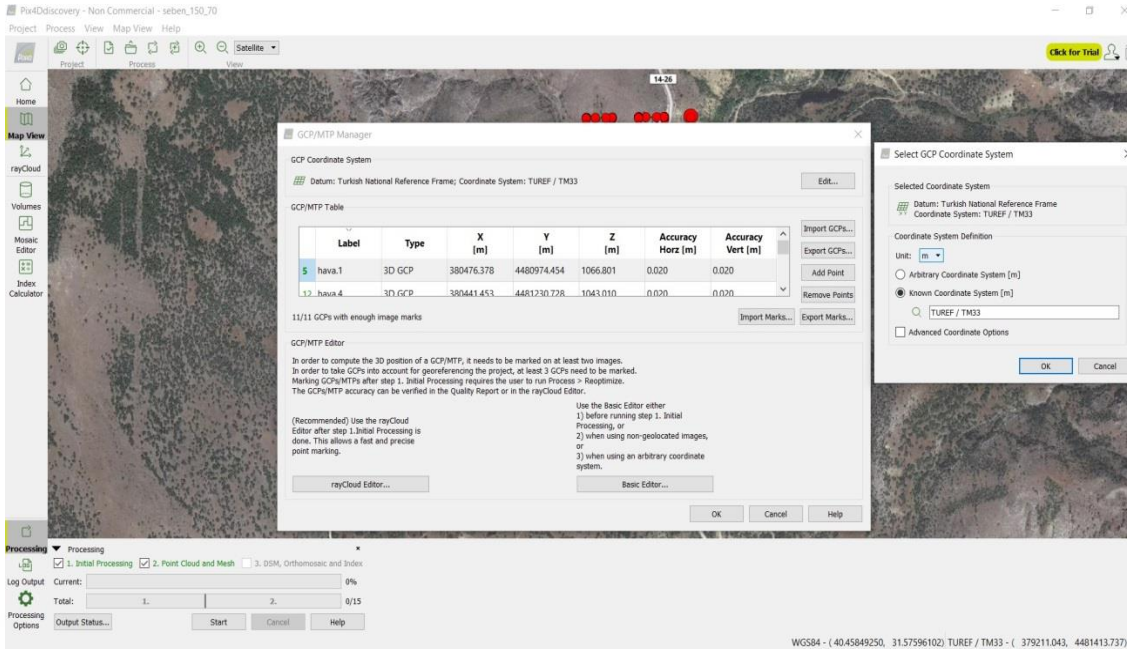 Pix4Ddiscovery - Non Commercial - seben_150_70
Project Process View Map View Help
Satellite
Project Process View
Click for Trial
Home
Map View
rayCloud
Volumes
Mosaic
Editor
Index
Calculator
14-26
GCP/MTP Manager
GCP Coordinate System
Datum: Turkish National Reference Frame; Coordinate System: TUREF / TM33
Edit...
GCP/MTP Table
Label Type X [m] Y [m] Z [m] Accuracy Horz [m] Accuracy Vert [m]
5 hava.1 3D GCP 380476.378 4480974.454 1066.801 0.020 0.020
12 hava.4 3D GCP 380441.453 4481230.728 1043.010 0.020 0.020
Import GCPs...
Export GCPs...
Add Point
Remove Points
11/11 GCPs with enough image marks
Import Marks... Export Marks...
GCP/MTP Editor
In order to compute the 3D position of a GCP/MTP, it needs to be marked on at least two images.
In order to take GCPs into account for georeferencing the project, at least 3 GCPs need to be marked.
Marking GCPs/MTPs after step 1. Initial Processing requires the user to run Process > Reoptimize.
The GCPs/MTP accuracy can be verified in the Quality Report or in the rayCloud Editor.
(Recommended) Use the rayCloud
Editor after step 1.Initial Processing is
done. This allows a fast and precise
point marking.
Use the Basic Editor either
1) before running step 1. Initial
Processing, or
2) when using non-geolocated images,
or
3) when using an arbitrary coordinate
system.
rayCloud Editor...
Basic Editor...
OK Cancel Help
Select GCP Coordinate System
Selected Coordinate System
Datum: Turkish National Reference Frame
Coordinate System: TUREF / TM33
Coordinate System Definition
Unit: m
Arbitrary Coordinate System [m]
Known Coordinate System [m]
TUREF / TM33
Advanced Coordinate Options
OK Cancel
Processing
Log Output
Processing
Options
Processing
1. Initial Processing 2. Point Cloud and Mesh 3. DSM, Orthomosaic and Index
Current: 0%
Total: 1. 2. 0/15
Output Status... Start Cancel Help
WGS84 - ( 40.45849250, 31.57596102) TUREF / TM33 - ( 379211.043, 4481413.737)